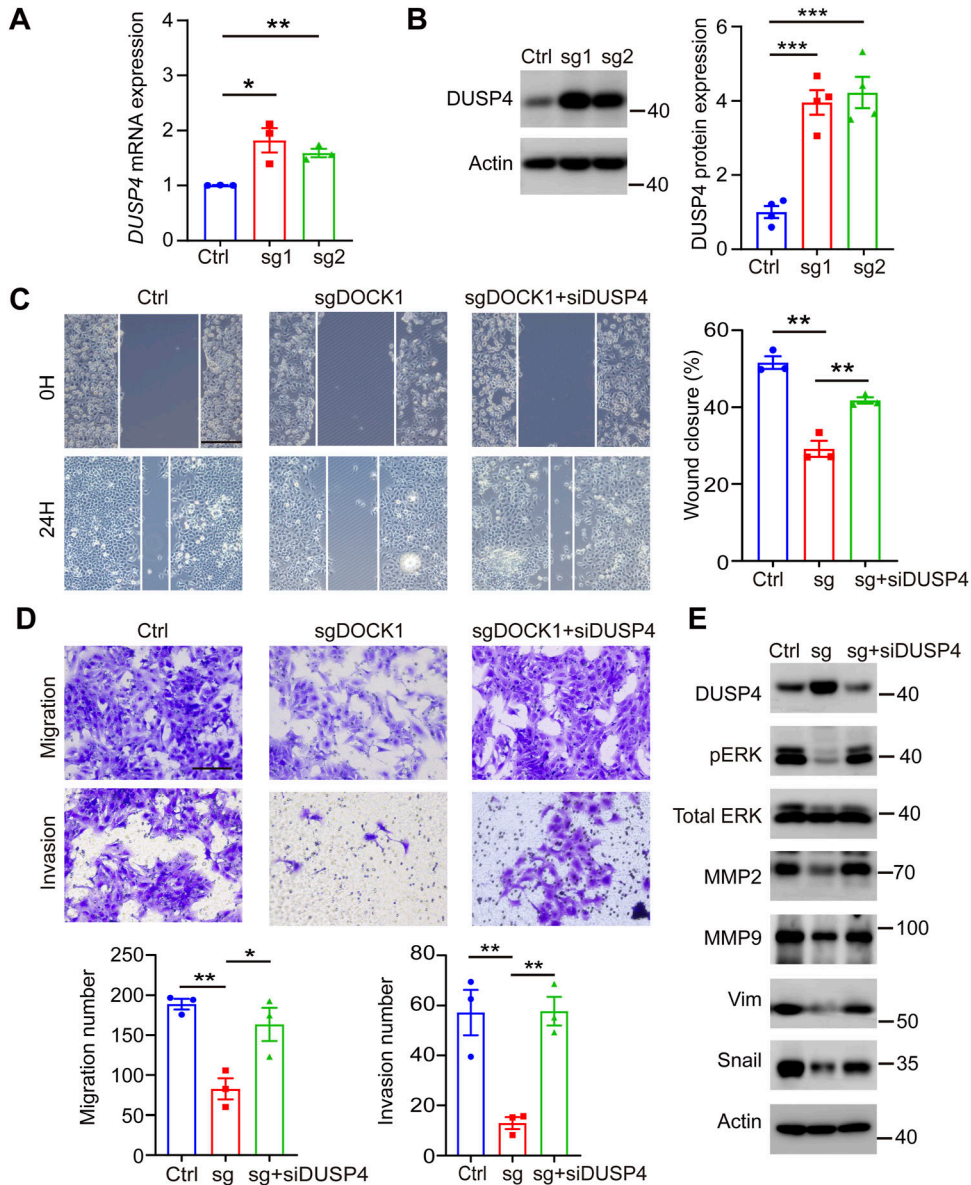 A
DUSP4 mRNA expression
4
3
2
1
0
*
**
Ctrl
sg1
sg2
B
Ctrl sg1 sg2
DUSP4
40
Actin
40
DUSP4 protein expression
6
4
2
0
***
***
Ctrl
sg1
sg2
C
Ctrl
sgDOCK1
sgDOCK1+siDUSP4
0H
24H
Wound closure (%)
60
40
20
0
**
**
Ctrl
sg
sg+siDUSP4
D
Ctrl
sgDOCK1
sgDOCK1+siDUSP4
Migration
Invasion
Migration number
250
200
150
100
50
0
**
*
Ctrl
sg
sg+siDUSP4
Invasion number
80
60
40
20
0
**
**
Ctrl
sg
sg+siDUSP4
E
Ctrl sg sg+siDUSP4
DUSP4
40
pERK
40
Total ERK
40
MMP2
70
MMP9
100
Vim
50
Snail
35
Actin
40